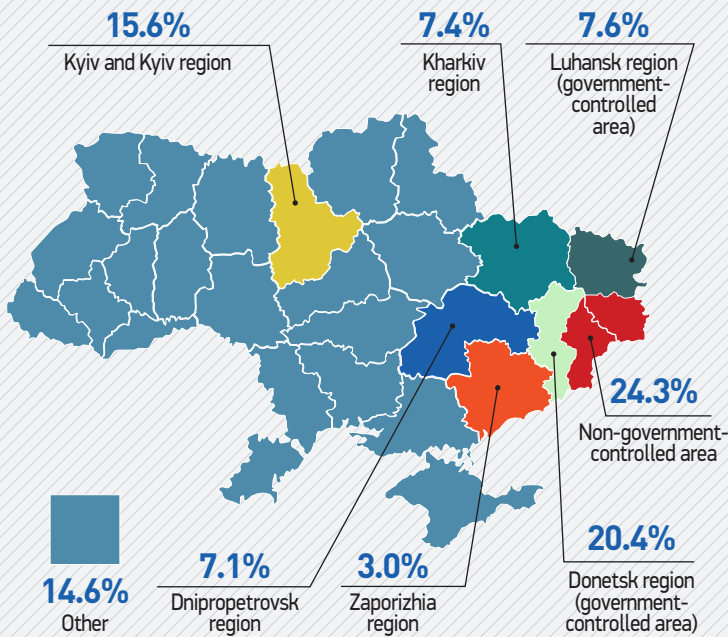 15.6%
Kyiv and Kyiv region
7.4%
Kharkiv
region
7.6%
Luhansk region
(government-
controlled
area)
24.3%
Non-government-
controlled area
20.4%
Donetsk region
(government-
controlled area)
3.0%
Zaporizhia
region
7.1%
Dnipropetrovsk
region
14.6%
Other